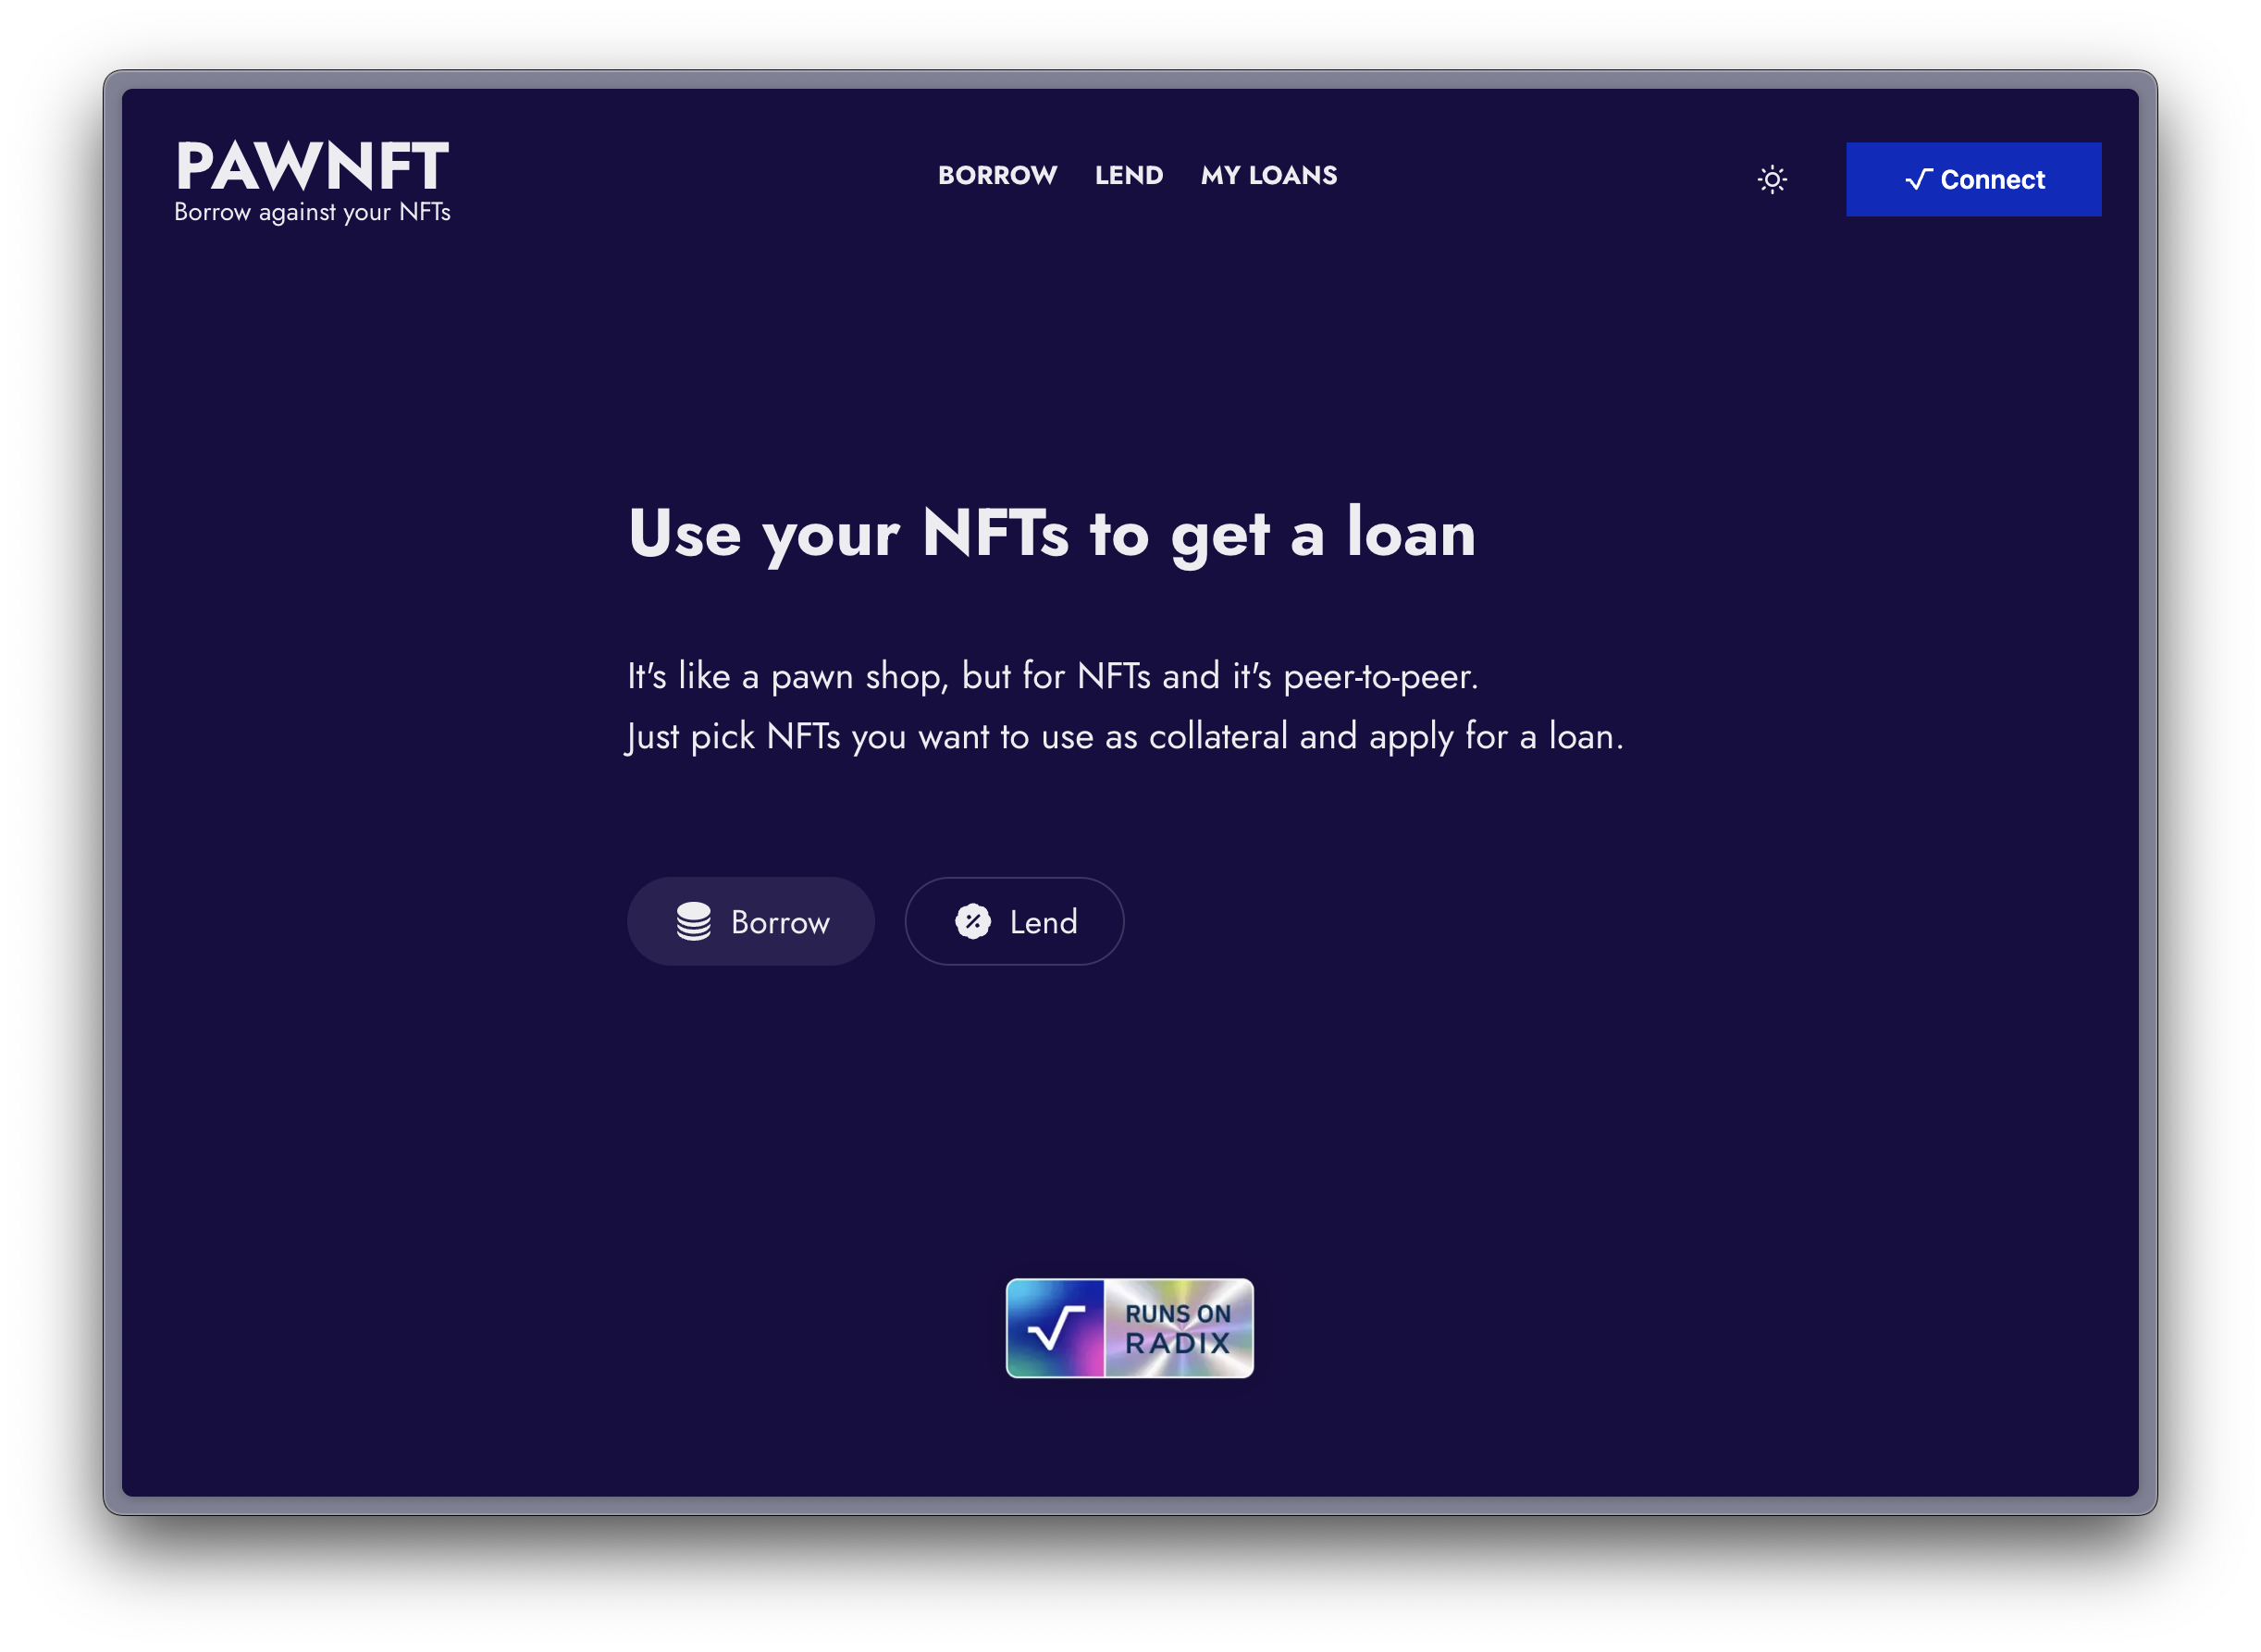 PAWNFT
Borrow against your NFTs
BORROW LEND MY LOANS
Connect
Use your NFTs to get a loan
It's like a pawn shop, but for NFTs and it's peer-to-peer.
Just pick NFTs you want to use as collateral and apply for a loan.
Borrow
Lend
RUNS ON
RADIX